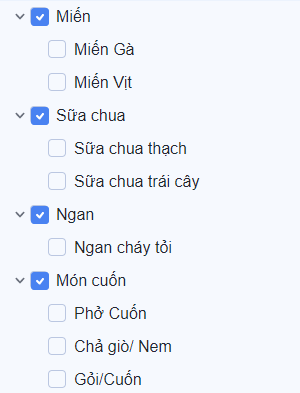 Miến
Miến Gà
Miến Vịt
Sữa chua
Sữa chua thạch
Sữa chua trái cây
Ngan
Ngan cháy tỏi
Món cuốn
Phở Cuốn
Chả giò/ Nem
Gỏi/Cuốn